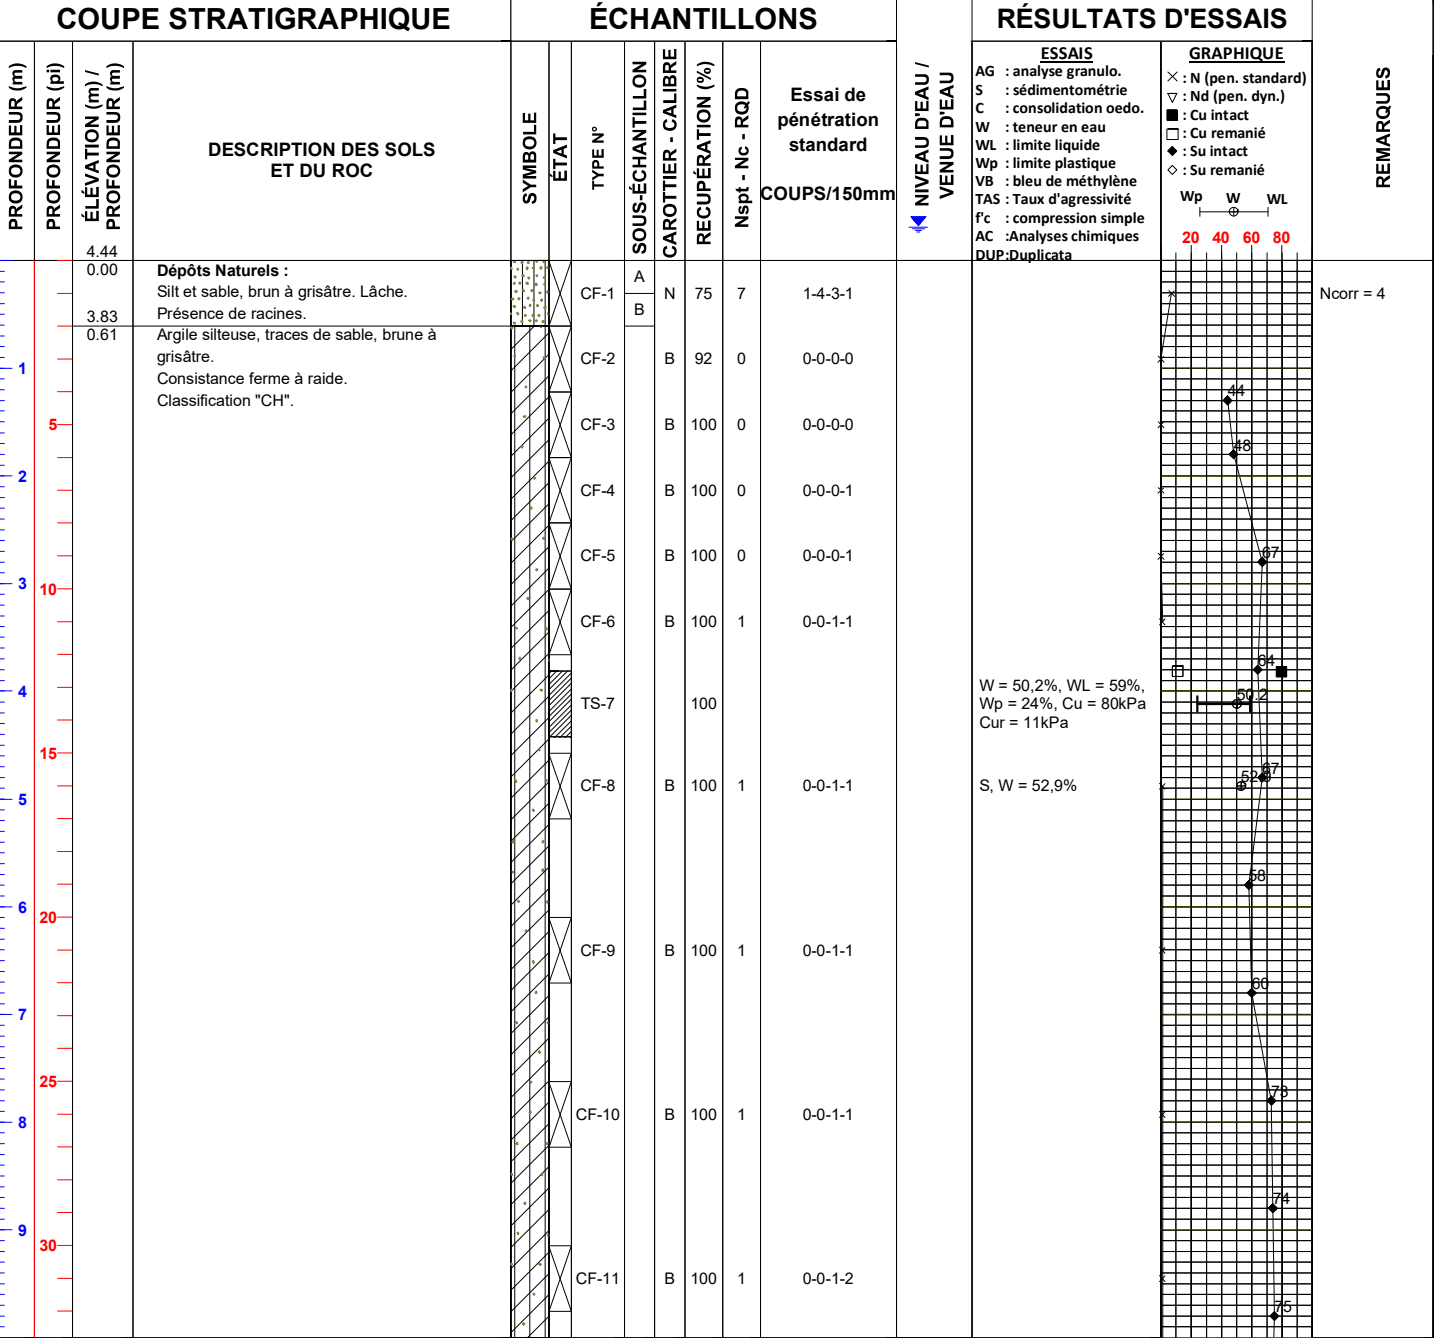 COUPE STRATIGRAPHIQUE
ÉCHANTILLONS
RÉSULTATS D'ESSAIS
PROFONDEUR (m)
PROFONDEUR (pi)
ÉLÉVATION (m) /
PROFONDEUR (m)
DESCRIPTION DES SOLS
ET DU ROC
SYMBOLE
ÉTAT
TYPE N°
SOUS-ÉCHANTILLON
CAROTTIER - CALIBRE
RECUPÉRATION (%)
Nspt - Nc - RQD
Essai de
pénétration
standard
COUPS/150mm
NIVEAU D'EAU /
VENUE D'EAU
ESSAIS
AG : analyse granulo.
S : sédimentométrie
C : consolidation oedo.
W : teneur en eau
WL : limite liquide
Wp : limite plastique
VB : bleu de méthylène
TAS : Taux d'agressivité
f'c : compression simple
AC :Analyses chimiques
DUP:Duplicata
GRAPHIQUE
× : N (pen. standard)
▽ : Nd (pen. dyn.)
■ : Cu intact
□ : Cu remanié
◆ : Su intact
◇ : Su remanié
Wp W WL
20 40 60 80
REMARQUES
4.44
0.00
Dépôts Naturels :
Silt et sable, brun à grisâtre. Lâche.
Présence de racines.
3.83
0.61
Argile silteuse, traces de sable, brune à
grisâtre.
Consistance ferme à raide.
Classification "CH".
CF-1 A B N 75 7 1-4-3-1 Ncorr = 4
CF-2 B 92 0 0-0-0-0
1
44
5 CF-3 B 100 0 0-0-0-0
48
2
CF-4 B 100 0 0-0-0-1
CF-5 B 100 0 0-0-0-1 67
3
10
CF-6 B 100 1 0-0-1-1
64
4
TS-7 100
W = 50,2%, WL = 59%,
Wp = 24%, Cu = 80kPa
Cur = 11kPa
50.2
15
67
CF-8 B 100 1 0-0-1-1 S, W = 52,9%
5
58
6
20
CF-9 B 100 1 0-0-1-1
60
7
25
73
CF-10 B 100 1 0-0-1-1
8
74
9
30
CF-11 B 100 1 0-0-1-2
75